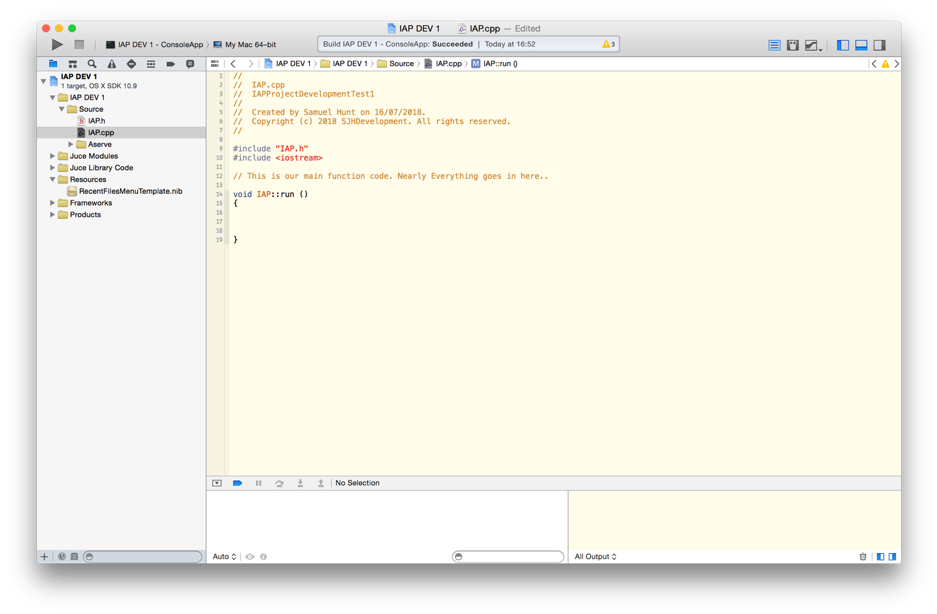 IAP DEV 1 IAP.cpp — Edited
IAP DEV 1 - ConsoleApp My Mac 64-bit
Build IAP DEV 1 - ConsoleApp: Succeeded | Today at 16:52 3
IAP DEV 1
1 target, OS X SDK 10.9
IAP DEV 1
Source
IAP.h
IAP.cpp
Aserve
Juce Modules
Juce Library Code
Resources
RecentFilesMenuTemplate.nib
Frameworks
Products
IAP DEV 1 IAP DEV 1 Source IAP.cpp M IAP::run ()
1 //
2 // IAP.cpp
3 // IAPProjectDevelopmentTest1
4 //
5 // Created by Samuel Hunt on 16/07/2018.
6 // Copyright (c) 2018 SJHDevelopment. All rights reserved.
7 //
8
9 #include "IAP.h"
10 #include <iostream>
11
12 // This is our main function code. Nearly Everything goes in here..
13
14 void IAP::run ()
15 {
16
17
18
19 }
No Selection
Auto
All Output